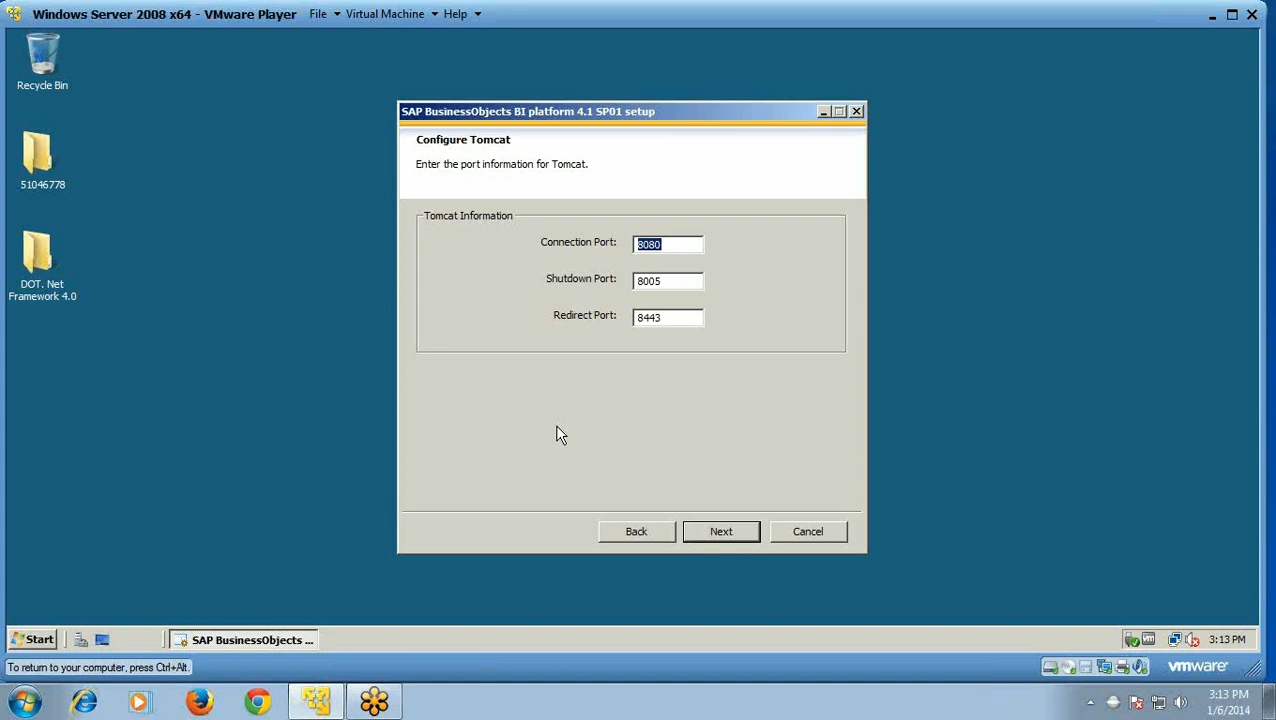 Windows Server 2008 x64 - VMware Player File Virtual Machine Help
Recycle Bin
SAP BusinessObjects BI platform 4.1 SP01 setup
Configure Tomcat
Enter the port information for Tomcat.
51046778
Tomcat Information
Connection Port: 8080
Shutdown Port: 8005
DOT. Net
Framework 4.0
Redirect Port: 8443
Back Next Cancel
Start SAP BusinessObjects ... 3:13 PM
To return to your computer, press Ctrl+Alt. vmware
3:13 PM
1/6/2014